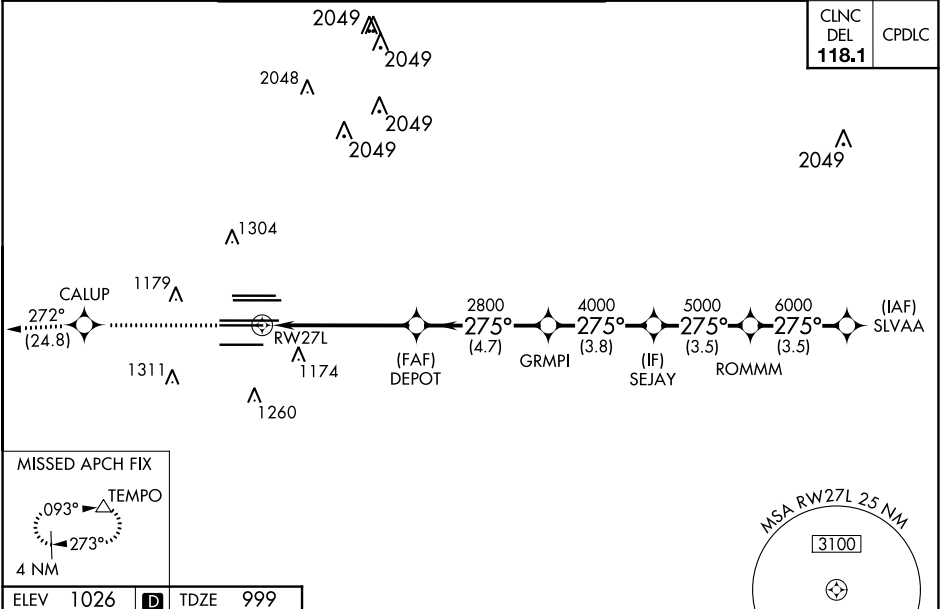 CLNC
DEL
118.1
CPDLC
2049
2049
2048
2049
2049
2049
1304
1179
CALUP
272°
(24.8)
RW27L
1311
1174
1260
(FAF)
DEPOT
2800
275°
(4.7)
GRMPI
4000
275°
(3.8)
(IF)
SEJAY
5000
275°
(3.5)
ROMMM
6000
275°
(3.5)
(IAF)
SLVAA
MISSED APCH FIX
TEMPO
093°
273°
4 NM
MSA RW27L 25 NM
3100
ELEV 1026 D TDZE 999